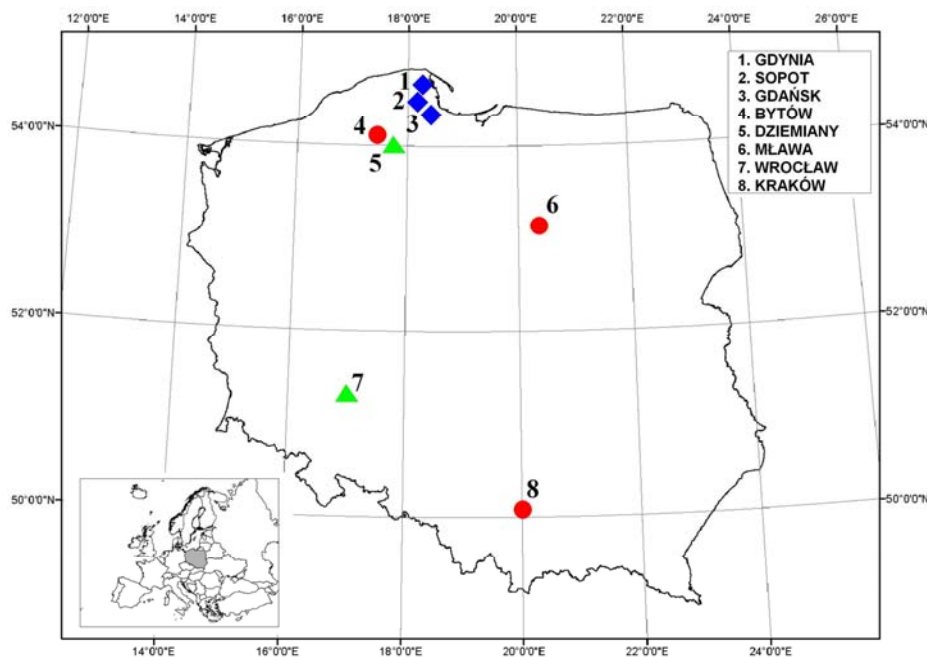 12°0'0"E 14°0'0"E 16°0'0"E 18°0'0"E 20°0'0"E 22°0'0"E 24°0'0"E 26°0'0"E
1. GDYNIA
2. SOPOT
3. GDAŃSK
4. BYTÓW
5. DZIEMIANY
6. MŁAWA
7. WROCŁAW
8. KRAKÓW
1
2
3
4
5
6
7
8
54°0'0"N 54°0'0"N
52°0'0"N 52°0'0"N
50°0'0"N 50°0'0"N
14°0'0"E 16°0'0"E 18°0'0"E 20°0'0"E 22°0'0"E 24°0'0"E